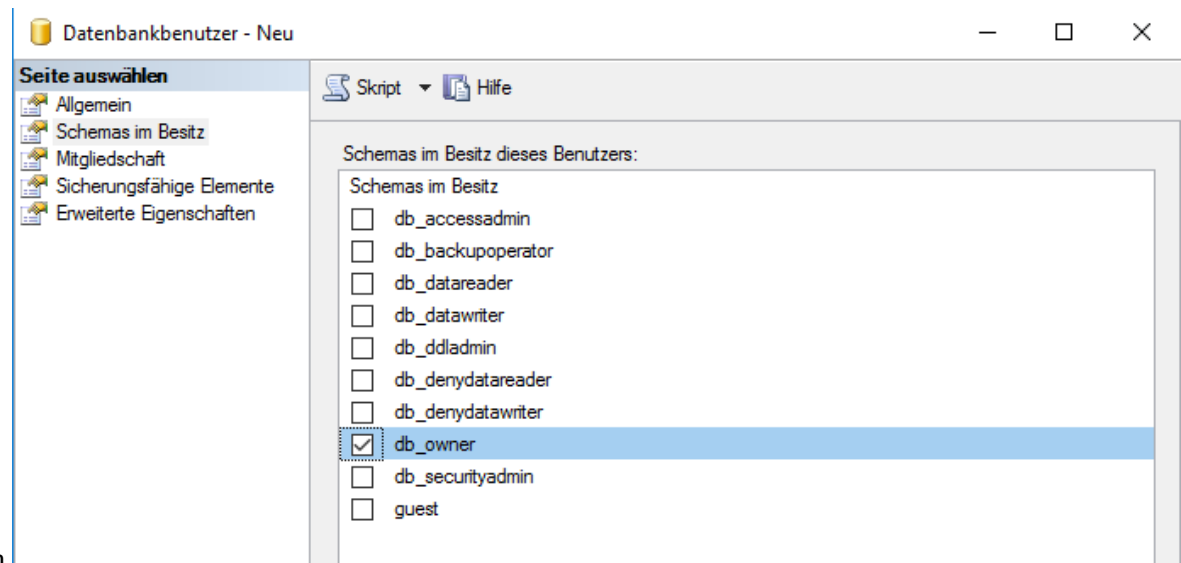 Datenbankbenutzer - Neu
Seite auswählen
Allgemein
Schemas im Besitz
Mitgliedschaft
Sicherungsfähige Elemente
Erweiterte Eigenschaften
Skript
Hilfe
Schemas im Besitz dieses Benutzers:
Schemas im Besitz
db_accessadmin
db_backupoperator
db_datareader
db_datawriter
db_ddladmin
db_denydatareader
db_denydatawriter
db_owner
db_securityadmin
guest